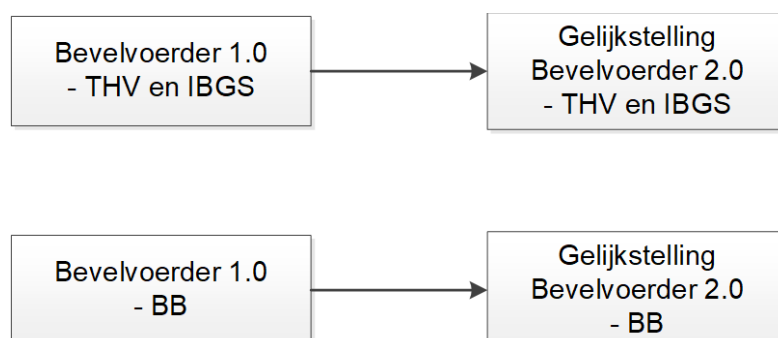 Bevelvoerder 1.0
- THV en IBGS
Gelijkstelling
Bevelvoerder 2.0
- THV en IBGS
Bevelvoerder 1.0
- BB
Gelijkstelling
Bevelvoerder 2.0
- BB